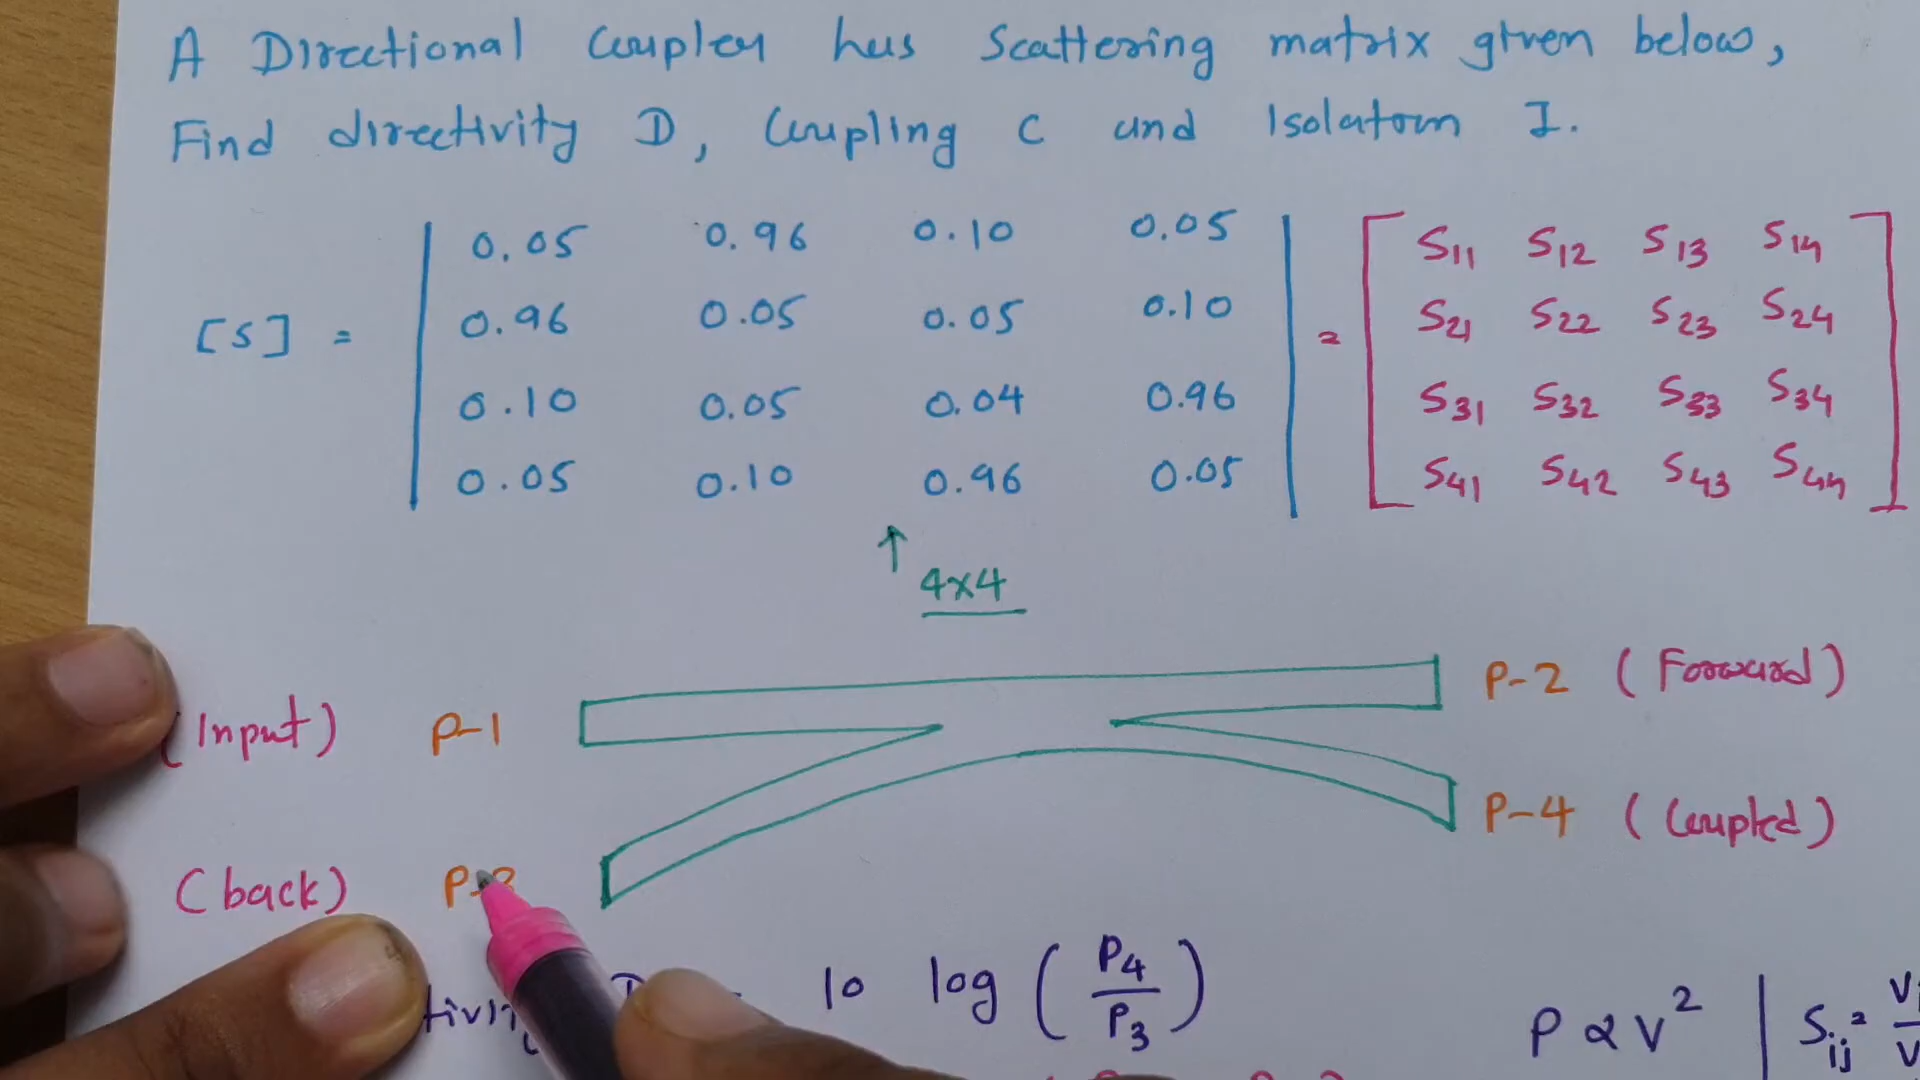 A Directional Coupler has Scattering matrix given below,
Find directivity D, Coupling C and Isolatorn I.
[S] = 0.05 0.96 0.10 0.05 = S11 S12 S13 S14
0.96 0.05 0.05 0.10 S21 S22 S23 S24
0.10 0.05 0.04 0.96 S31 S32 S33 S34
0.05 0.10 0.96 0.05 S41 S42 S43 S44
↑ 4x4
P-2 (Forward)
(Input) P-1
P-4 (Coupled)
(back)
10 log (P4/P3)
P ∝ V² | Sij =